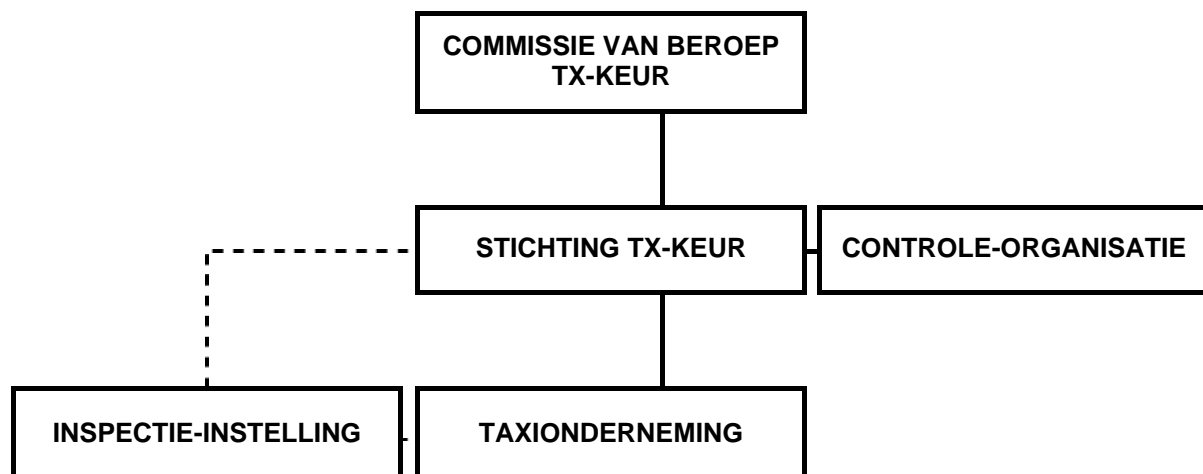 COMMISSIE VAN BEROEP
TX-KEUR
STICHTING TX-KEUR
CONTROLE-ORGANISATIE
INSPECTIE-INSTELLING
TAXIONDERNEMING